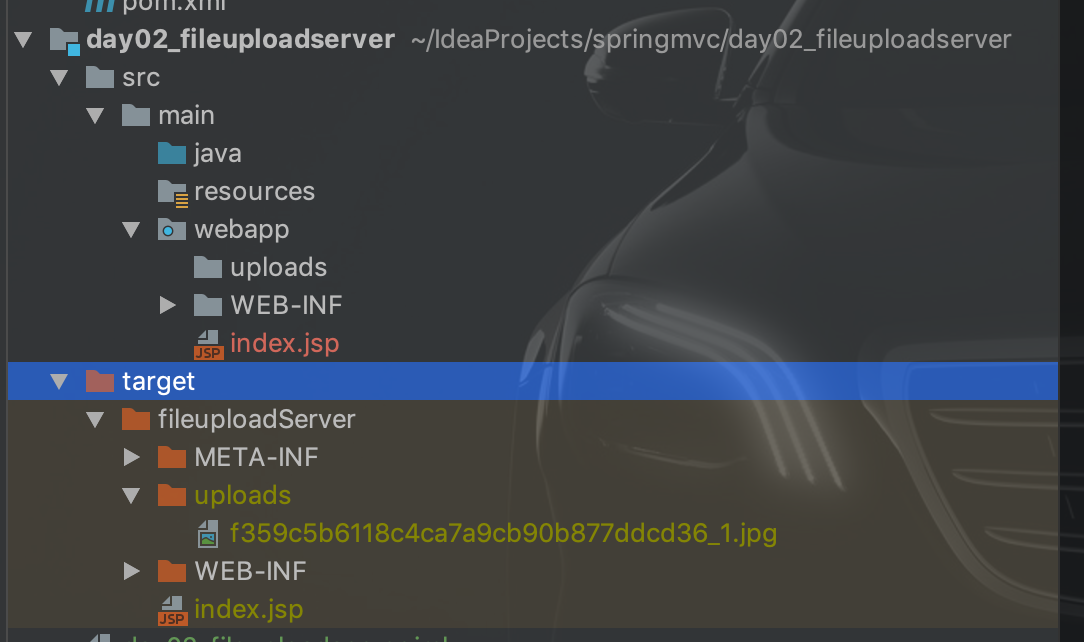 pom.xml
day02_fileuploadserver ~/IdeaProjects/springmvc/day02_fileuploadserver
src
main
java
resources
webapp
uploads
WEB-INF
JSP index.jsp
target
fileuploadServer
META-INF
uploads
f359c5b6118c4ca7a9cb90b877ddcd36_1.jpg
WEB-INF
JSP index.jsp